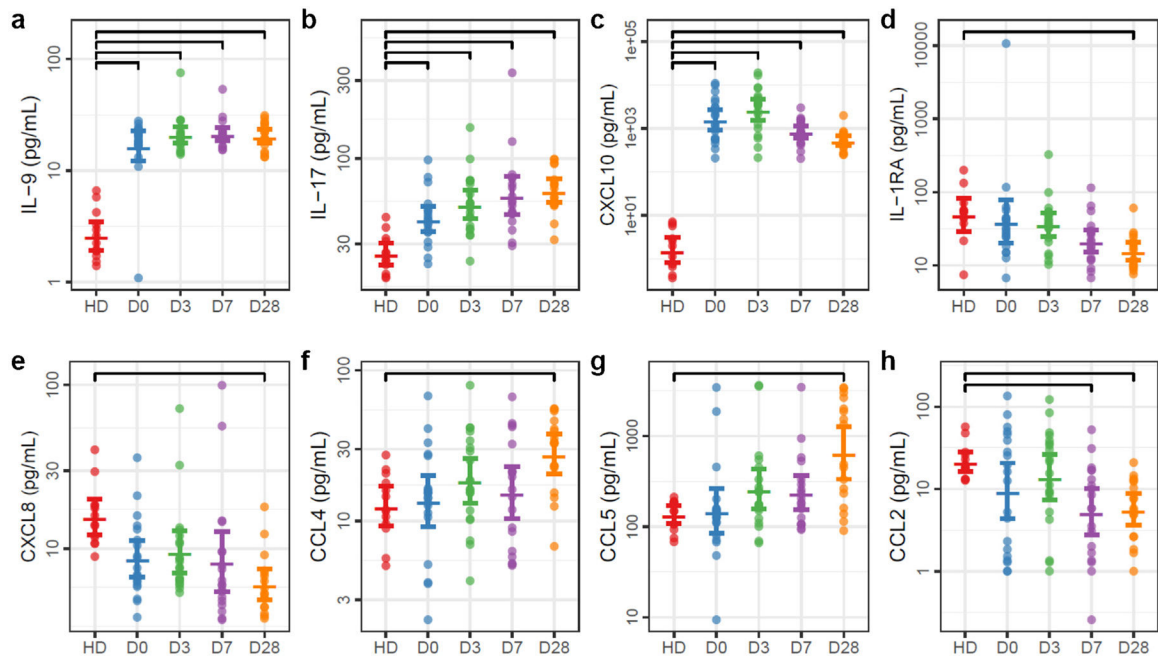 a
IL−9 (pg/mL)
100
10
1
HD D0 D3 D7 D28
b
IL−17 (pg/mL)
300
100
30
HD D0 D3 D7 D28
c
CXCL10 (pg/mL)
1e+05
1e+03
1e+01
HD D0 D3 D7 D28
d
IL−1RA (pg/mL)
10000
1000
100
10
HD D0 D3 D7 D28
e
CXCL8 (pg/mL)
100
30
10
HD D0 D3 D7 D28
f
CCL4 (pg/mL)
100
30
10
3
HD D0 D3 D7 D28
g
CCL5 (pg/mL)
1000
100
10
HD D0 D3 D7 D28
h
CCL2 (pg/mL)
100
10
1
HD D0 D3 D7 D28